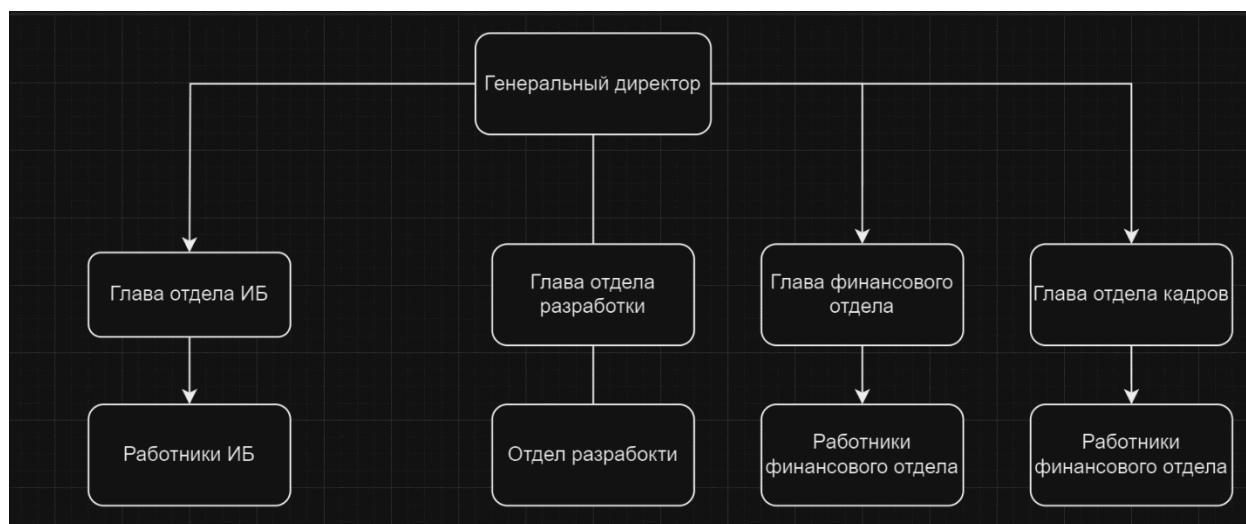 Генеральный директор
Глава отдела ИБ
Глава отдела
разработки
Глава финансового
отдела
Глава отдела кадров
Работники ИБ
Отдел разрабокти
Работники
финансового отдела
Работники
финансового отдела